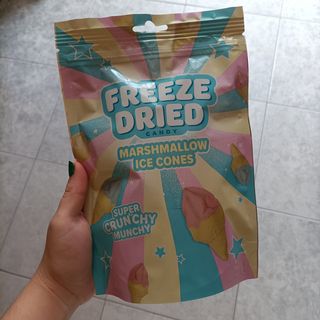 FREEZE
DRIED
CANDY
MARSHMALLOW
ICE CONES
SUPER
CRUNCHY
MUNCHY